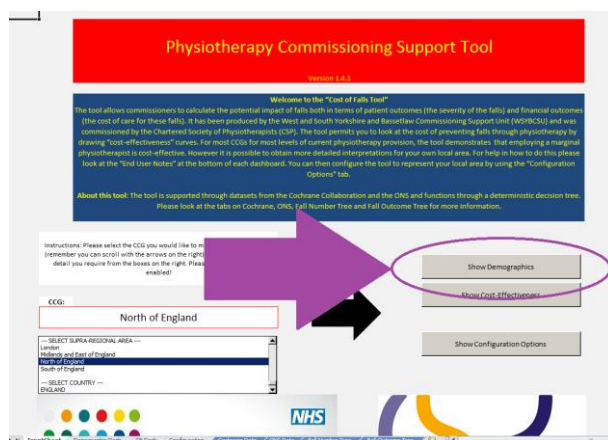 Physiotherapy Commissioning Support Tool
Version 1.4.3
Welcome to the "Cost of Falls Tool"
The tool allows commissioners to calculate the potential impact of falls both in terms of patient outcomes (the severity of the falls) and financial outcomes
(the cost of care for these falls). It has been produced by the West and South Yorkshire and Bassetlaw Commissioning Support Unit (WSYBCSU) and was
commissioned by the Chartered Society of Physiotherapists (CSP). The tool permits you to look at the cost of preventing falls through physiotherapy by
drawing "cost-effectiveness" curves. For most CCGs for most levels of current physiotherapy provision, the tool demonstrates that employing a marginal
physiotherapist is cost-effective. However it is possible to obtain more detailed interpretations for your own local area. For help in how to do this please
look at the "End User Notes" at the bottom of each dashboard. You can then configure the tool to represent your local area by using the "Configuration
Options" tab.
About this tool: The tool is supported through datasets from the Cochrane Collaboration and the ONS and functions through a deterministic decision tree.
Please look at the tabs on Cochrane, ONS, Fall Number Tree and Fall Outcome Tree for more information.
Instructions: Please select the CCG you would like to
(remember you can scroll with the arrows on the right)
detail you require from the boxes on the right. Please
enabled!
Show Demographics
Show Cost-Effectiveness
CCG:
North of England
Show Configuration Options
--- SELECT SUPRA-REGIONAL AREA ---
London
Midlands and East of England
North of England
South of England
--- SELECT COUNTRY ---
ENGLAND
NHS